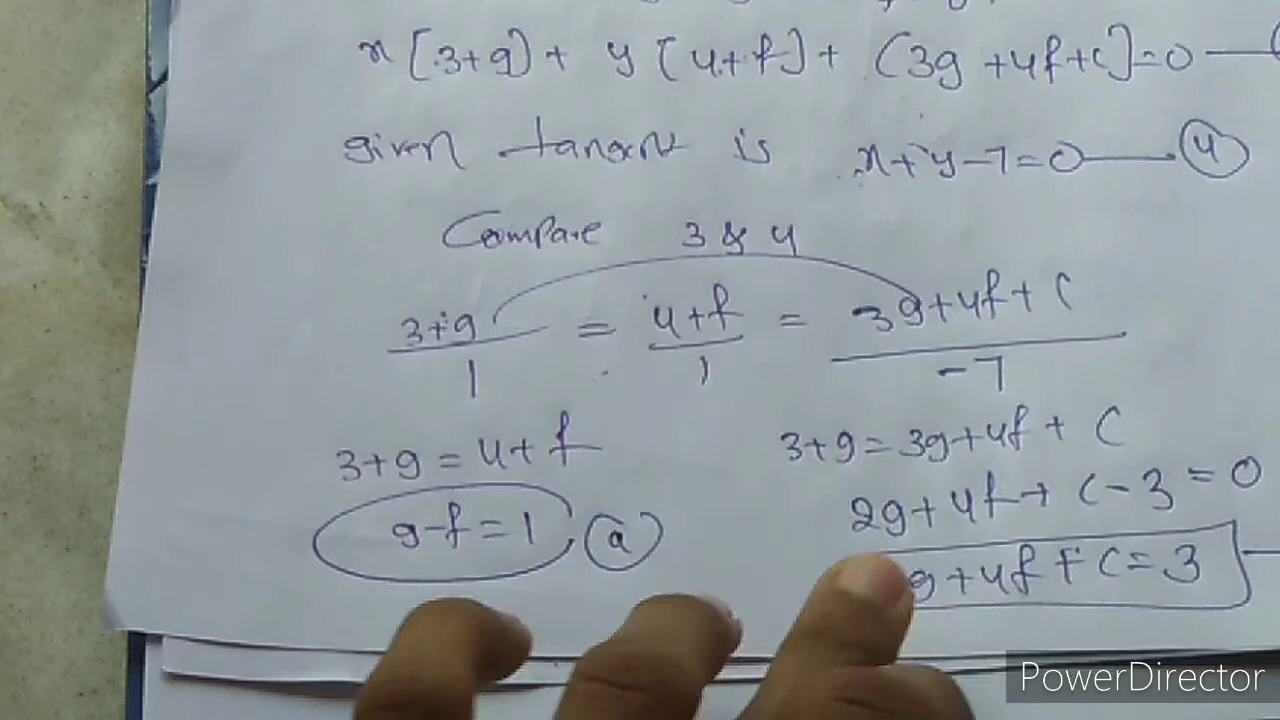 x[3+g]+ y[4+f]+ (3g+4f+c]=0
given tangent is x+y-7=0 (4)
Compare 3 & 4
3+g/1 = 4+f/1 = 3g+4f+c/-7
3+g=4+f
3+g=3g+4f+c
g-f=1 (a)
2g+4f+c-3=0
g+4f+c=3
PowerDirector